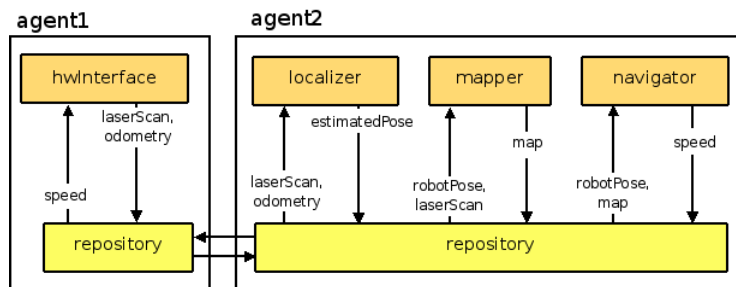 agent1
agent2
hwInterface
localizer
mapper
navigator
laserScan,
odometry
speed
estimatedPose
laserScan,
odometry
map
robotPose,
laserScan
speed
robotPose,
map
repository
repository